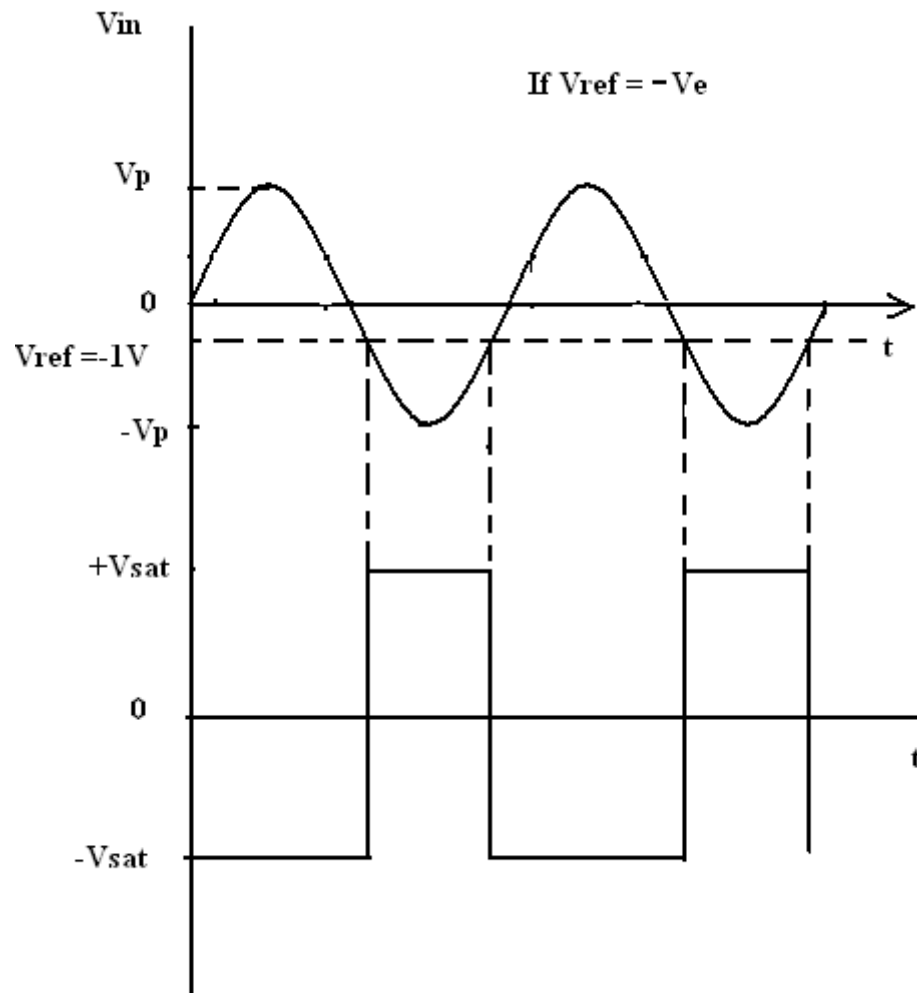 Vin
If Vref = -Ve
Vp
0
Vref =-1V
t
-Vp
+Vsat
0
t
-Vsat